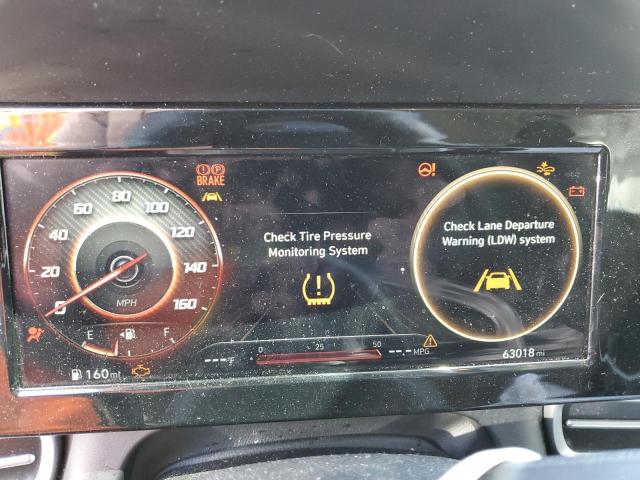 BRAKE
80
60
100
40
120
20
140
0
160
MPH
E
F
160 mi
Check Tire Pressure
Monitoring System
0
25
50
---°F
--.- MPG
Check Lane Departure
Warning (LDW) system
63018 mi